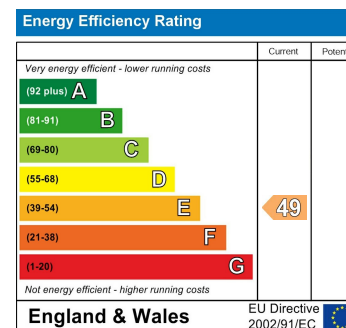 Energy Efficiency Rating
Current Poten
Very energy efficient - lower running costs
(92 plus) A
(81-91) B
(69-80) C
(55-68) D
(39-54) E 49
(21-38) F
(1-20) G
Not energy efficient - higher running costs
England & Wales
EU Directive
2002/91/EC